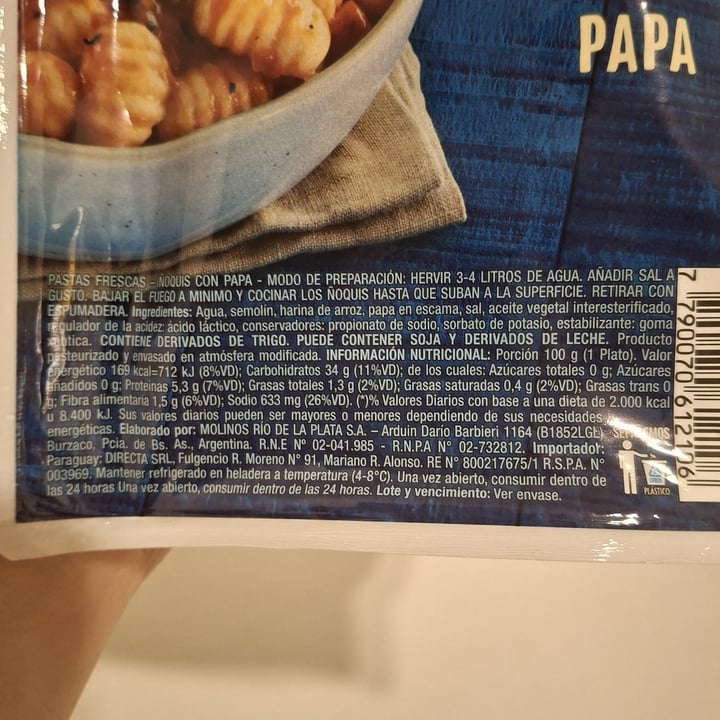 PAPA
PASTAS FRESCAS - ÑOQUIS CON PAPA - MODO DE PREPARACIÓN: HERVIR 3-4 LITROS DE AGUA. AÑADIR SAL A
GUSTO. BAJAR EL FUEGO A MINIMO Y COCINAR LOS ÑOQUIS HASTA QUE SUBAN A LA SUPERFICIE. RETIRAR CON
ESPUMADERA. Ingredientes: Agua, semolín, harina de arroz, papa en escama, sal, aceite vegetal interesterificado,
regulador de la acidez: ácido láctico, conservadores: propionato de sodio, sorbato de potasio, estabilizante: goma
xántica. CONTIENE DERIVADOS DE TRIGO. PUEDE CONTENER SOJA Y DERIVADOS DE LECHE. Producto
pasteurizado y envasado en atmósfera modificada. INFORMACIÓN NUTRICIONAL: Porción 100 g (1 Plato). Valor
energético 169 kcal=712 kJ (8%VD); Carbohidratos 34 g (11%VD); de los cuales: Azúcares totales 0 g; Azúcares
añadidos 0 g; Proteínas 5,3 g (7%VD); Grasas totales 1,3 g (2%VD); Grasas saturadas 0,4 g (2%VD); Grasas trans 0
g; Fibra alimentaria 1,5 g (6%VD); Sodio 633 mg (26%VD). (*)% Valores Diarios con base a una dieta de 2.000 kcal
u 8.400 kJ. Sus valores diarios pueden ser mayores o menores dependiendo de sus necesidades
energéticas. Elaborado por: MOLINOS RÍO DE LA PLATA S.A. - Arduin Darío Barbieri 1164 (B1852LGL)
Burzaco, Pcia. de Bs. As., Argentina. R.N.E N° 02-041.985 - R.N.P.A N° 02-732812. Importador:
Paraguay: DIRECTA SRL, Fulgencio R. Moreno N° 91, Mariano R. Alonso. RE N° 800217675/1 R.S.P.A. N°
003969. Mantener refrigerado en heladera a temperatura (4-8°C). Una vez abierto, consumir dentro de
las 24 horas Una vez abierto, consumir dentro de las 24 horas. Lote y vencimiento: Ver envase.
SEPAREMOS
PLÁSTICO
7 790070 612106